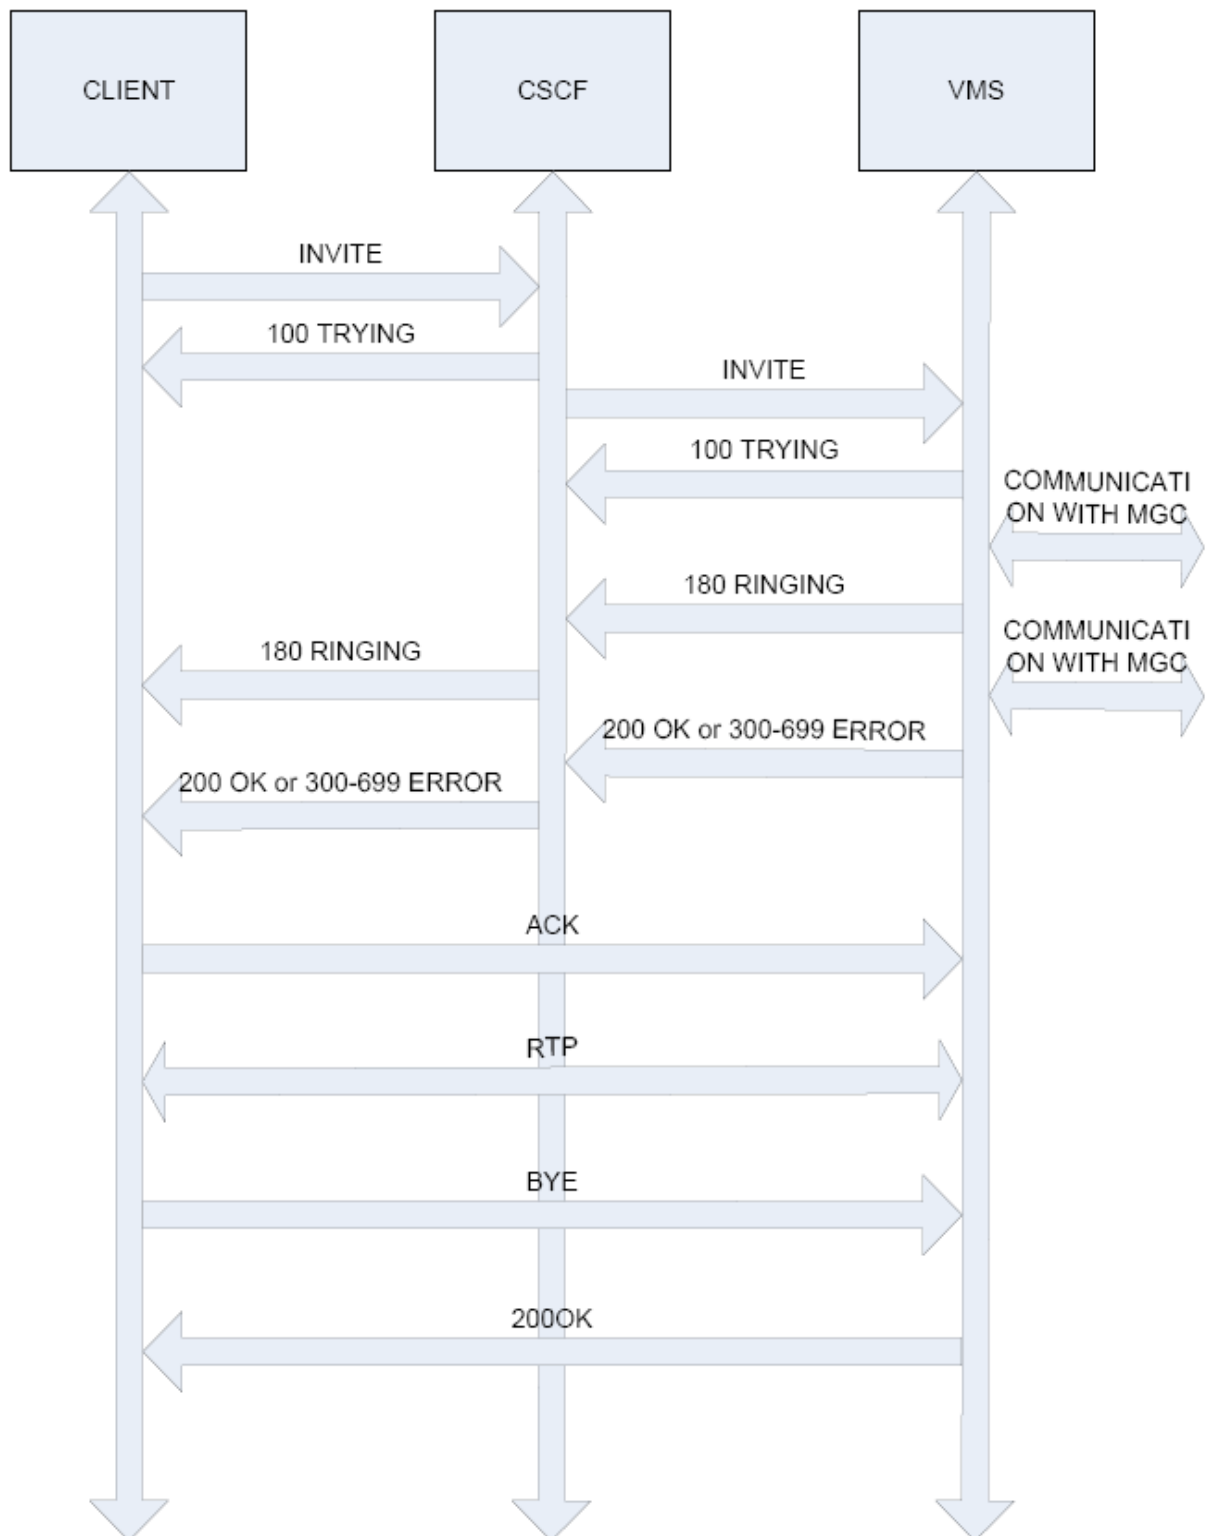 CLIENT
CSCF
VMS
INVITE
100 TRYING
INVITE
100 TRYING
COMMUNICATI
ON WITH MGC
180 RINGING
COMMUNICATI
ON WITH MGC
180 RINGING
200 OK or 300-699 ERROR
200 OK or 300-699 ERROR
ACK
RTP
BYE
200OK